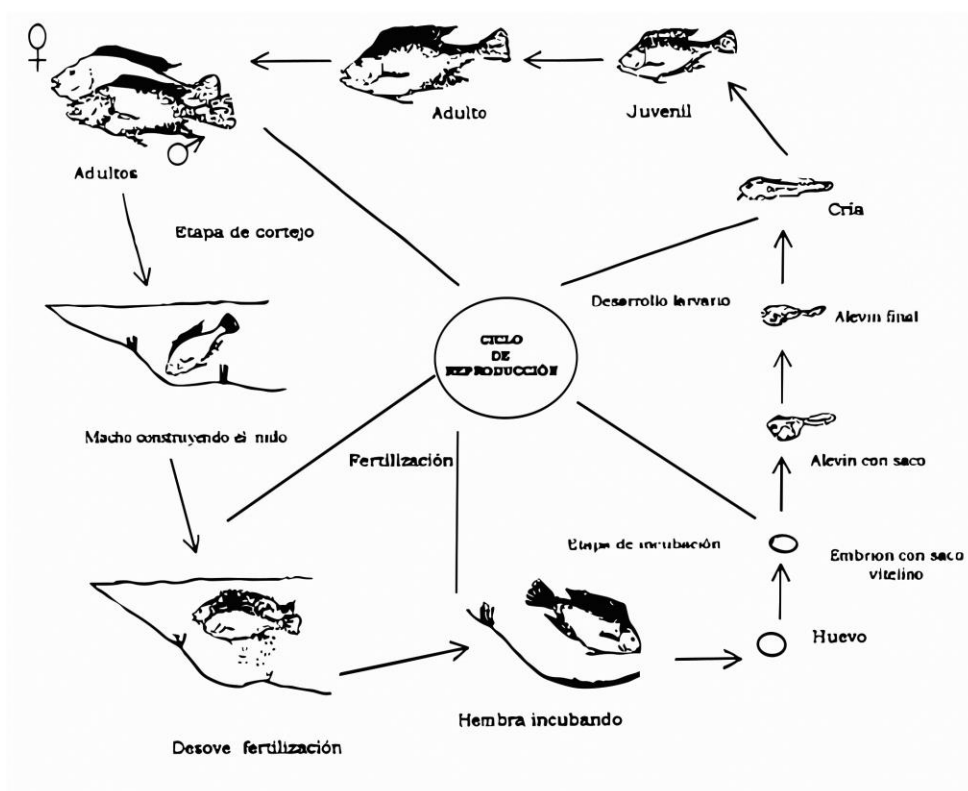 Adulto
Juvenil
Adultos
Cria
Etapa de cortejo
Desarrollo larvario
Alevin final
CICLO
DE
REPRODUCCIÓN
Macho construyendo el nido
Fertilización
Alevin con saco
Etapa de incubación
Embrion con saco
vitelino
Huevo
Hembra incubando
Desove fertilización